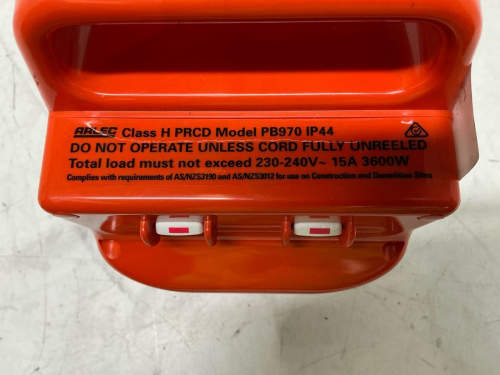 ARLEC Class H PRCD Model PB970 IP44
DO NOT OPERATE UNLESS CORD FULLY UNREELED
Total load must not exceed 230-240V~ 15A 3600W
Complies with requirements of AS/NZS3190 and AS/NZS3012 for use on Construction and Demolition Sites